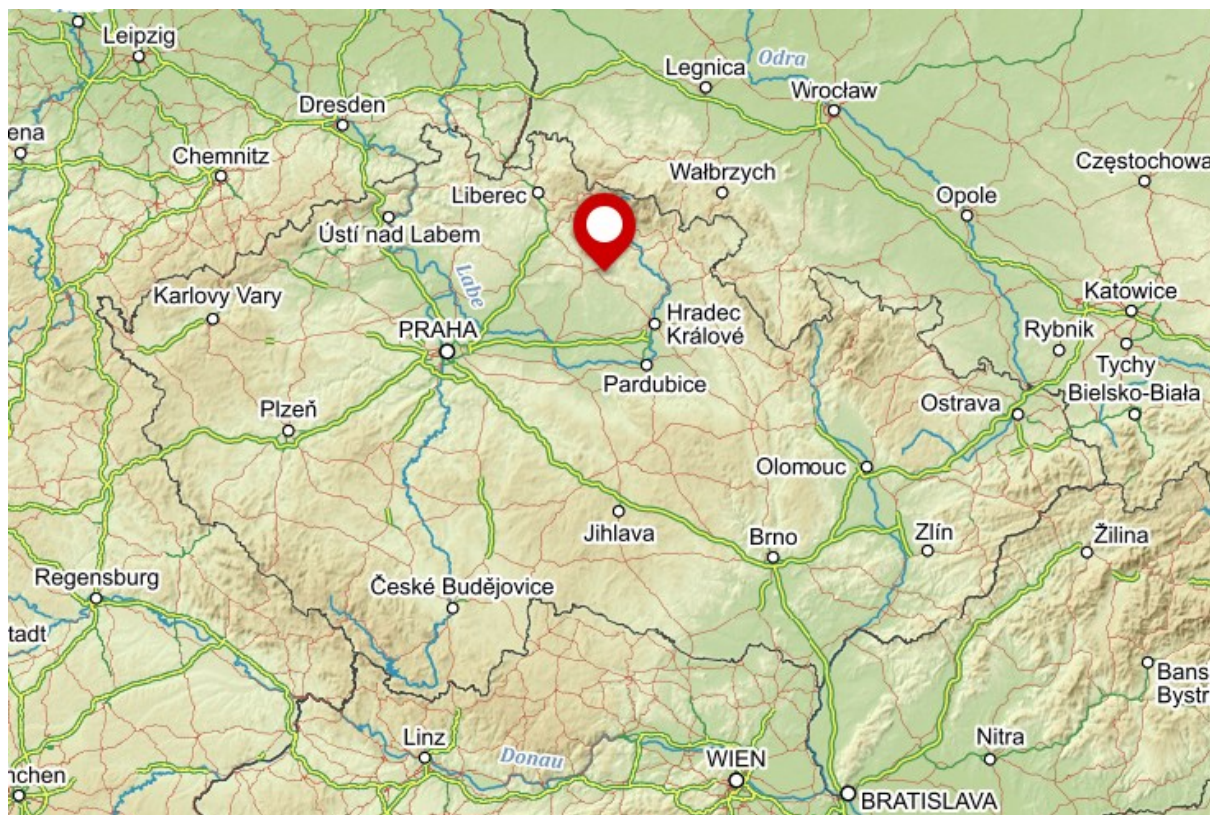 Leipzig
Legnica
Odra
Dresden
Wrocław
ena
Chemnitz
Wałbrzych
Częstochowa
Liberec
Opole
Ústí nad Labem
Labe
Karlovy Vary
Katowice
Hradec
Králové
PRAHA
Rybnik
Tychy
Pardubice
Bielsko-Biała
Plzeň
Ostrava
Olomouc
Jihlava
Brno
Zlín
Žilina
Regensburg
České Budějovice
tadt
Bans
Bystr
Linz
Donau
WIEN
Nitra
nchen
BRATISLAVA